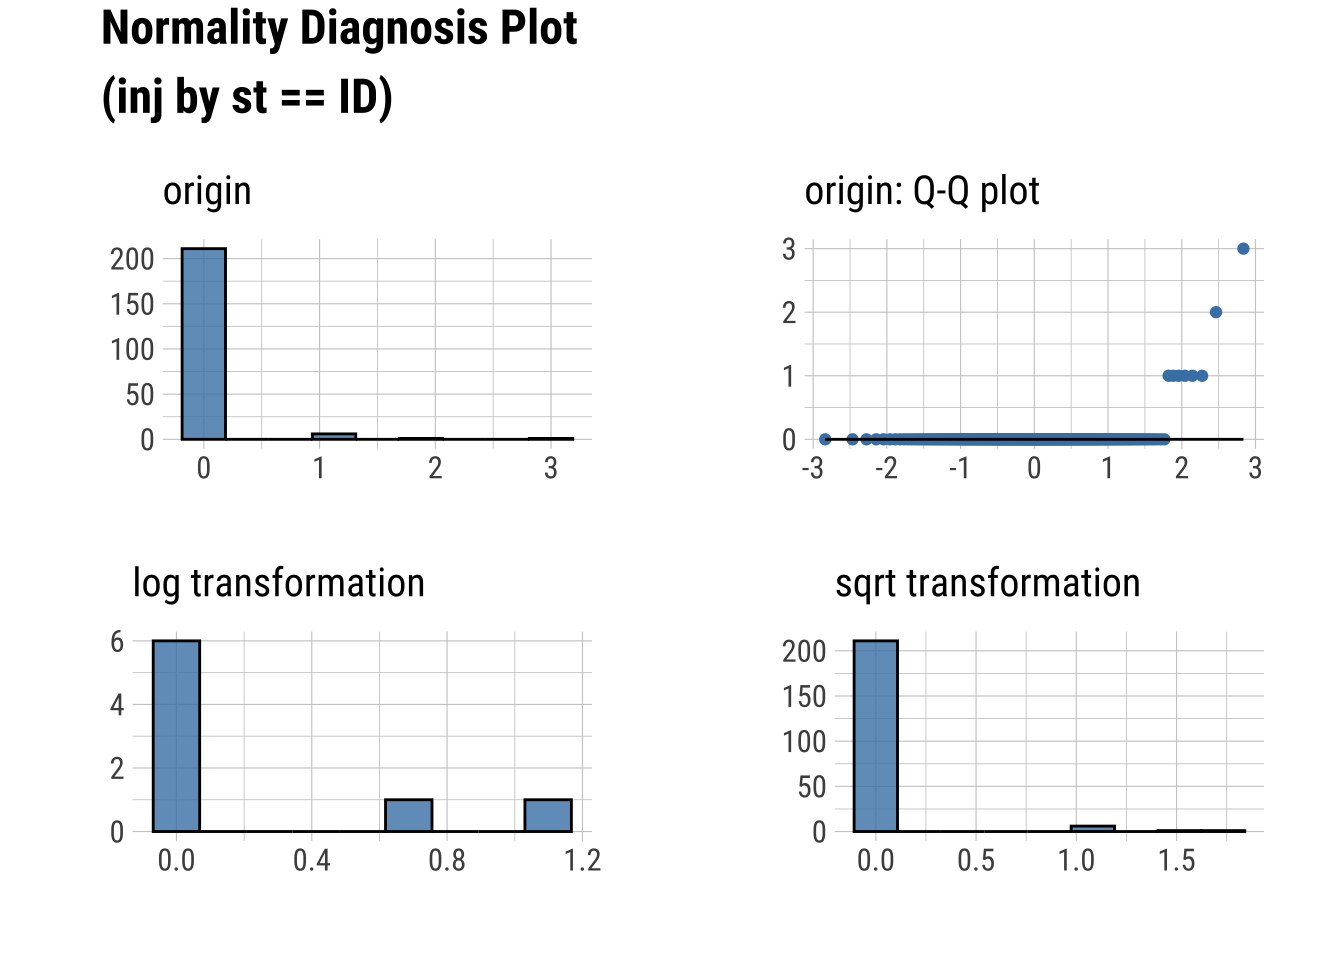 Normality Diagnosis Plot
(inj by st == ID)
origin
200
150
100
50
0
0 1 2 3
origin: Q-Q plot
3
2
1
0
-3 -2 -1 0 1 2 3
log transformation
6
4
2
0
0.0 0.4 0.8 1.2
sqrt transformation
200
150
100
50
0
0.0 0.5 1.0 1.5